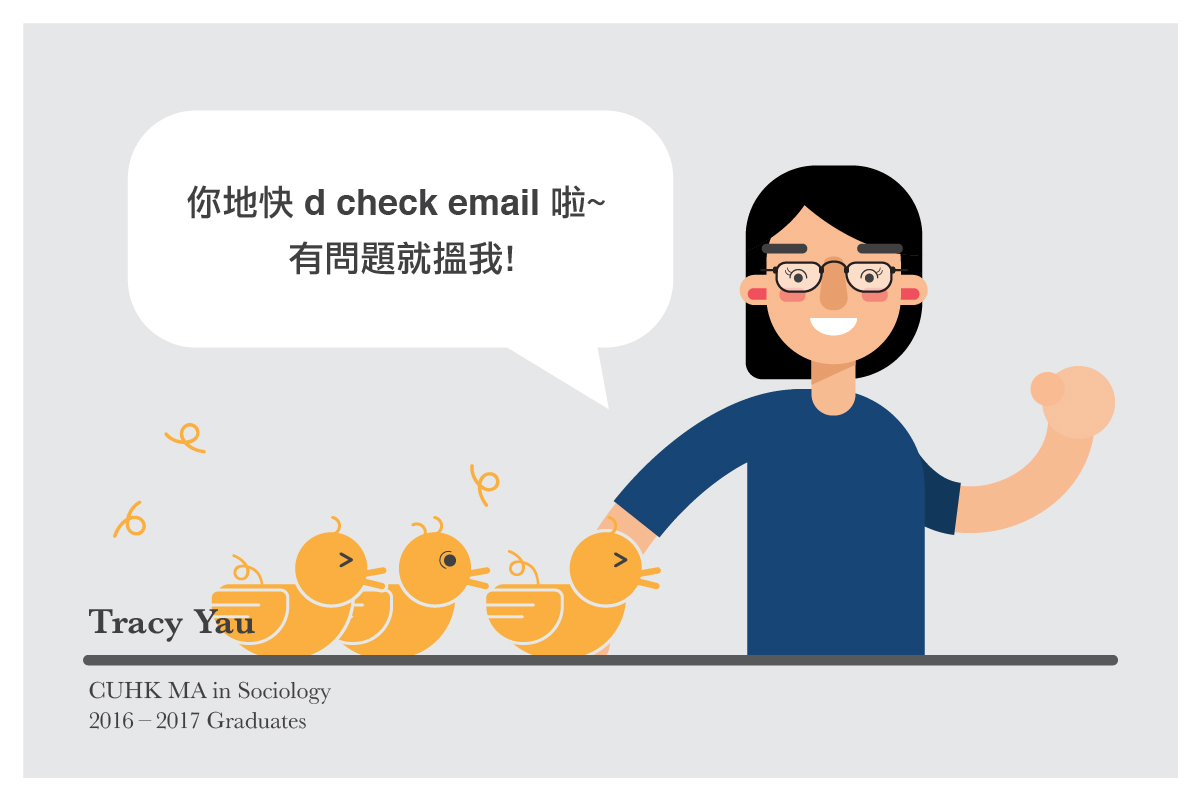 你地快 d check email 啦~
有問題就搵我!
Tracy Yau
CUHK MA in Sociology
2016 – 2017 Graduates